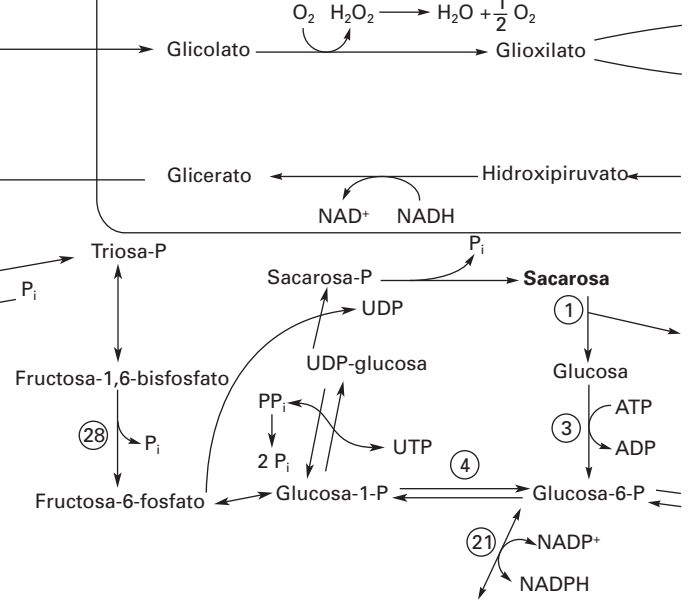 O₂ H₂O₂ H₂O + 1/2 O₂
Glicolato Glioxilato
Glicerato Hidroxipiruvato
NAD⁺ NADH
Triosa-P
Pᵢ
Pᵢ
Sacarosa-P Sacarosa
UDP
1
UDP-glucosa
Glucosa
Fructosa-1,6-bisfosfato
PPᵢ
ATP
3
28
Pᵢ
UTP
ADP
2 Pᵢ
4
Fructosa-6-fosfato Glucosa-1-P Glucosa-6-P
21
NADP⁺
NADPH